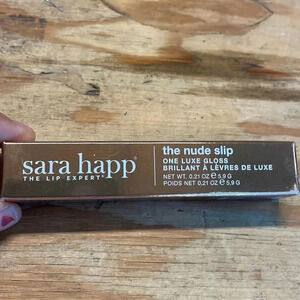 sara happ®
THE LIP EXPERT®
the nude slip
ONE LUXE GLOSS
BRILLANT À LÈVRES DE LUXE
NET WT. 0.21 OZ ℮ 5.9 G
POIDS NET 0.21 OZ ℮ 5,9 G